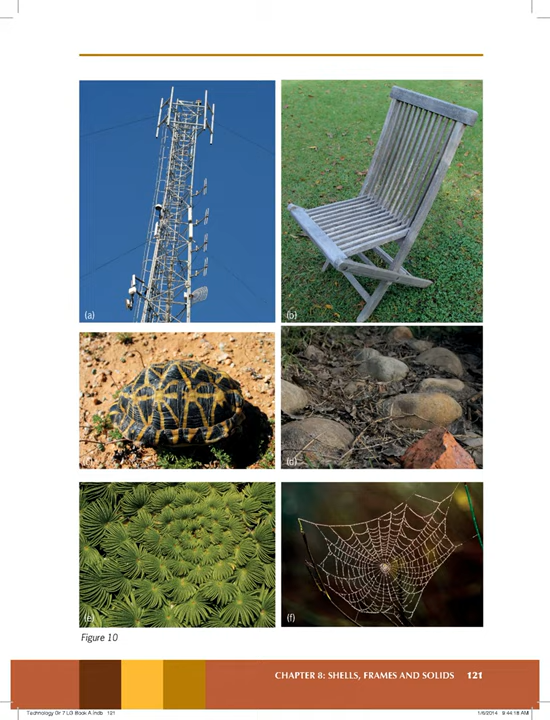 (a)
(b)
(d)
(e)
(f)
Figure 10
CHAPTER 8: SHELLS, FRAMES AND SOLIDS 121
Technology Gr 7 LG Book A.indb 121
1/6/2014 9:44:18 AM